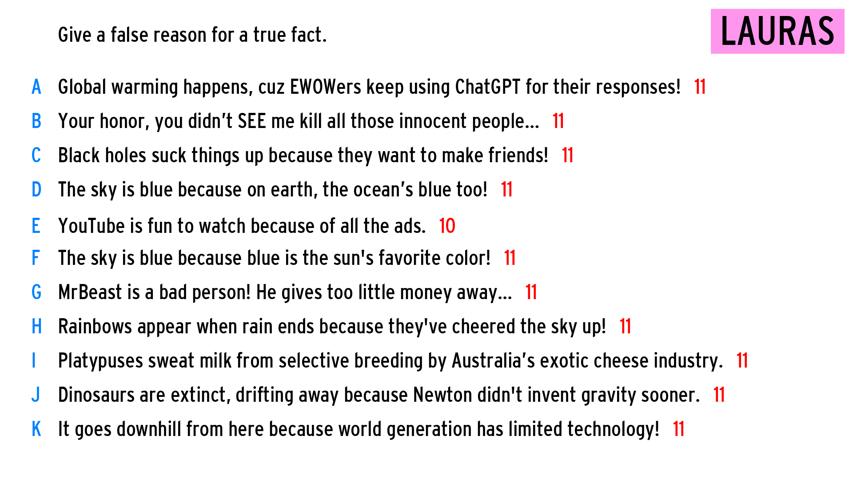 Give a false reason for a true fact.
LAURAS
A Global warming happens, cuz EWOWers keep using ChatGPT for their responses! 11
B Your honor, you didn’t SEE me kill all those innocent people... 11
C Black holes suck things up because they want to make friends! 11
D The sky is blue because on earth, the ocean’s blue too! 11
E YouTube is fun to watch because of all the ads. 10
F The sky is blue because blue is the sun's favorite color! 11
G MrBeast is a bad person! He gives too little money away... 11
H Rainbows appear when rain ends because they've cheered the sky up! 11
I Platypuses sweat milk from selective breeding by Australia’s exotic cheese industry. 11
J Dinosaurs are extinct, drifting away because Newton didn't invent gravity sooner. 11
K It goes downhill from here because world generation has limited technology! 11